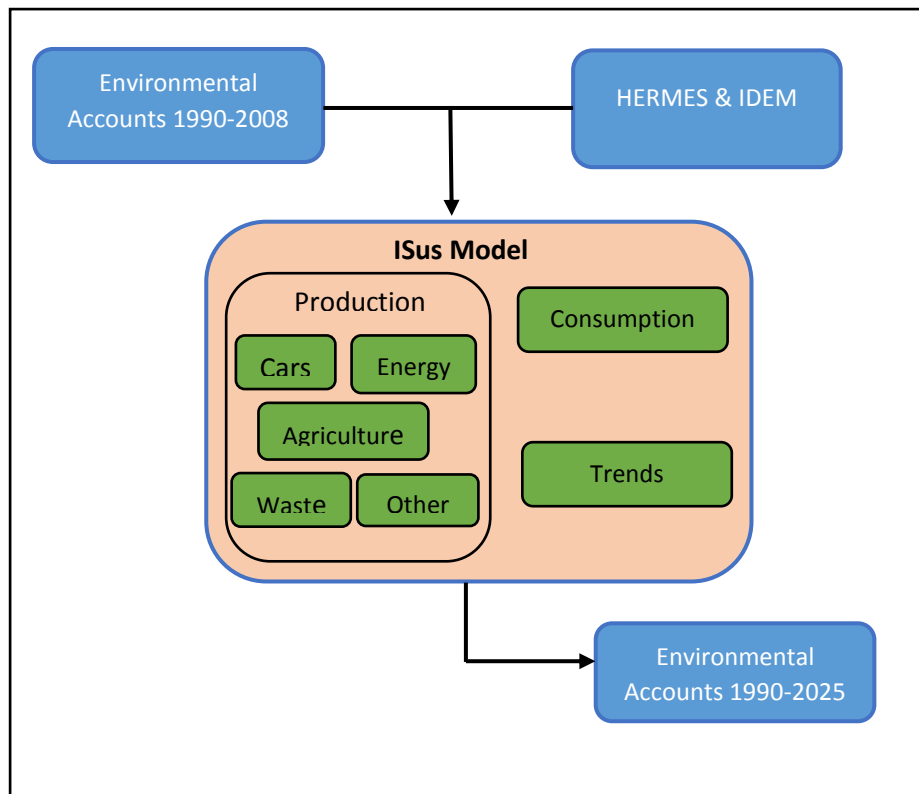 Environmental
Accounts 1990-2008
HERMES & IDEM
ISus Model
Production
Cars
Energy
Agriculture
Waste
Other
Consumption
Trends
Environmental
Accounts 1990-2025